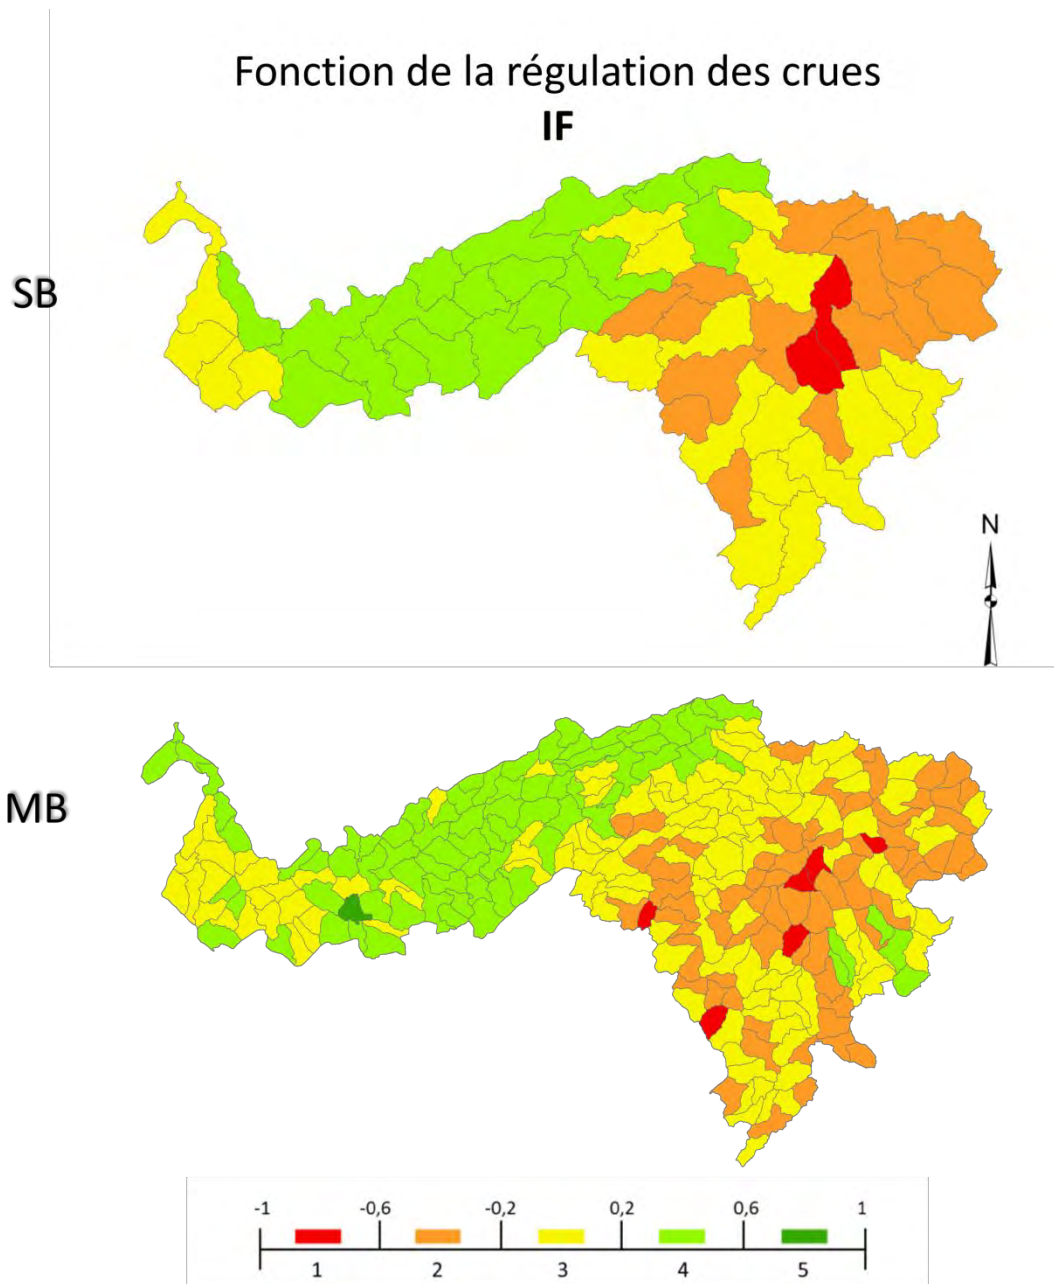 Fonction de la régulation des crues
IF
SB
N
MB
-1 -0,6 -0,2 0,2 0,6 1
1 2 3 4 5